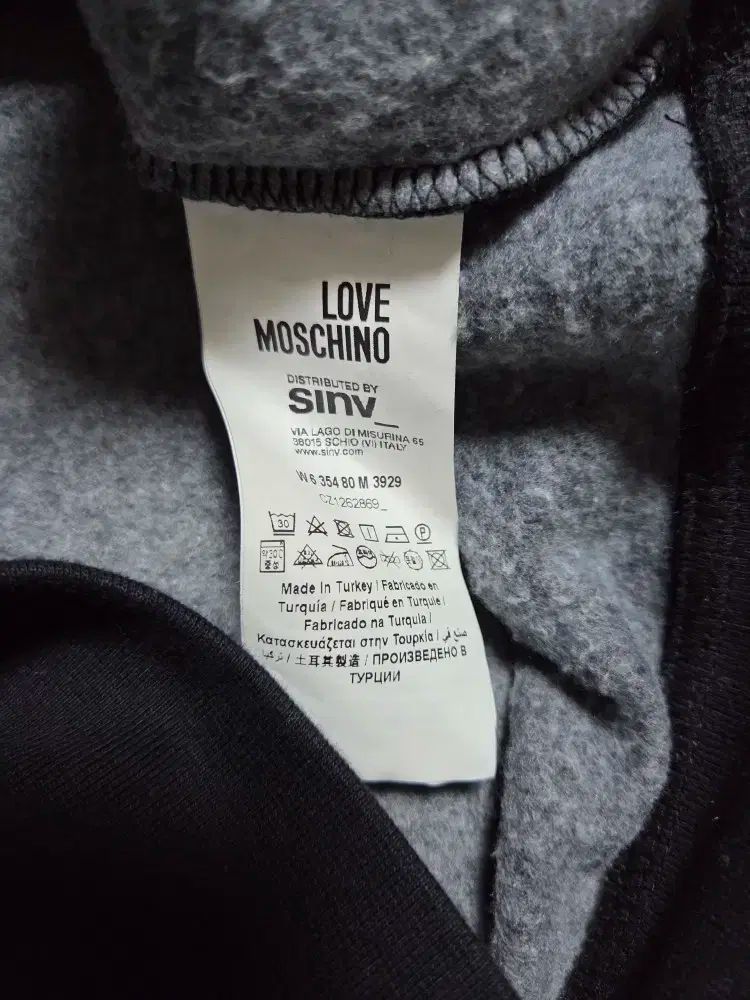 LOVE
MOSCHINO
DISTRIBUTED BY
sinv_
VIA LAGO DI MISURINA 65
36015 SCHIO (VI) ITALY
www.sinv.com
W 6 354 80 M 3929
CZ1262869_
30
P
Made in Turkey / Fabricado en
Turquía / Fabriqué en Turquie /
Fabricado na Turquia /
Κατασκευάζεται στην Τουρκία / صنع في
تركيا / 土耳其製造 / ПРОИЗВЕДЕНО В
ТУРЦИИ